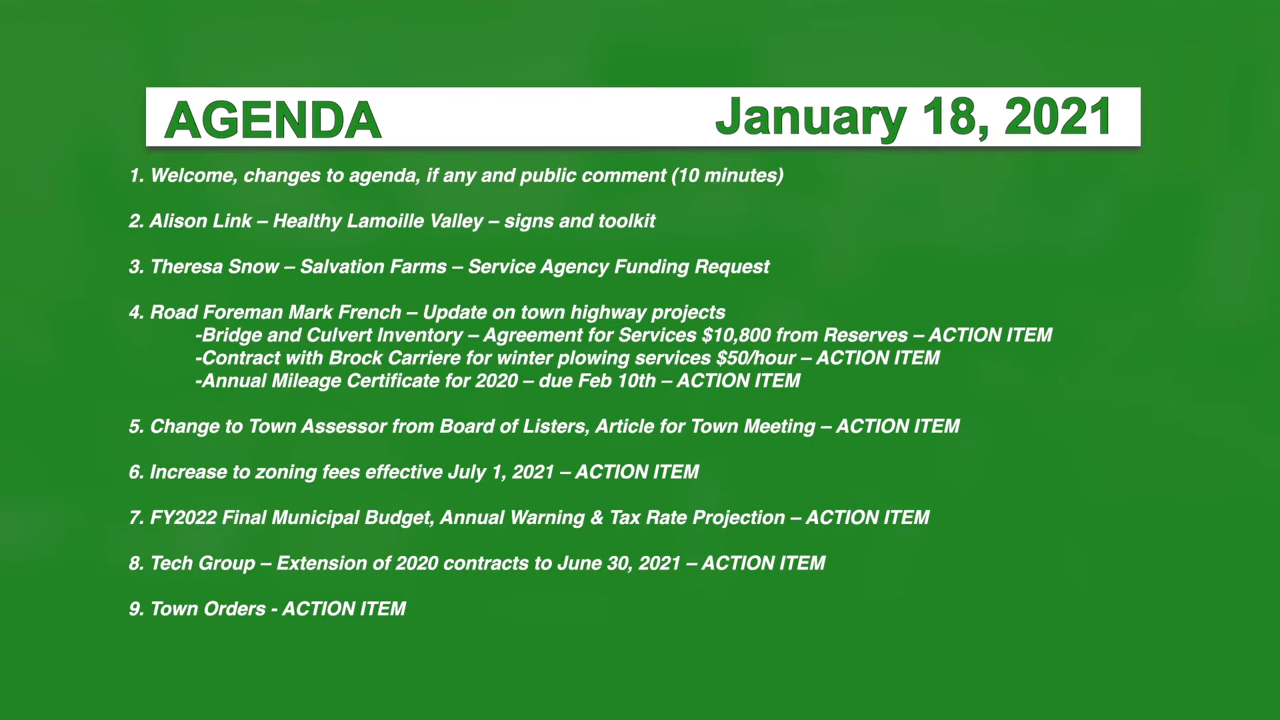 AGENDA January 18, 2021
1. Welcome, changes to agenda, if any and public comment (10 minutes)
2. Alison Link – Healthy Lamoille Valley – signs and toolkit
3. Theresa Snow – Salvation Farms – Service Agency Funding Request
4. Road Foreman Mark French – Update on town highway projects
-Bridge and Culvert Inventory – Agreement for Services $10,800 from Reserves – ACTION ITEM
-Contract with Brock Carriere for winter plowing services $50/hour – ACTION ITEM
-Annual Mileage Certificate for 2020 – due Feb 10th – ACTION ITEM
5. Change to Town Assessor from Board of Listers, Article for Town Meeting – ACTION ITEM
6. Increase to zoning fees effective July 1, 2021 – ACTION ITEM
7. FY2022 Final Municipal Budget, Annual Warning & Tax Rate Projection – ACTION ITEM
8. Tech Group – Extension of 2020 contracts to June 30, 2021 – ACTION ITEM
9. Town Orders - ACTION ITEM